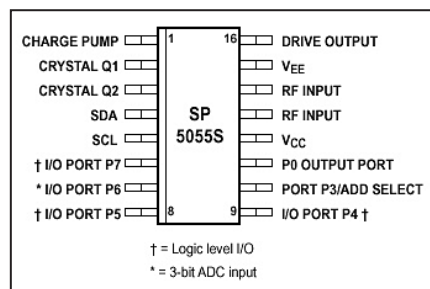 CHARGE PUMP 1 16 DRIVE OUTPUT
CRYSTAL Q1 VEE
CRYSTAL Q2 RF INPUT
SDA SP RF INPUT
SCL 5055S VCC
† I/O PORT P7 P0 OUTPUT PORT
* I/O PORT P6 PORT P3/ADD SELECT
† I/O PORT P5 8 9 I/O PORT P4 †
† = Logic level I/O
* = 3-bit ADC input